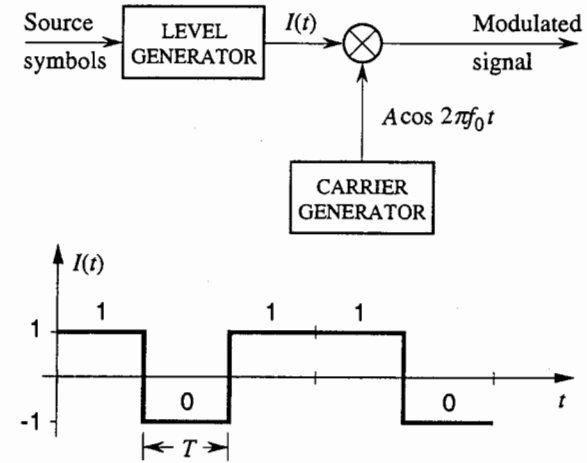 Source symbols
LEVEL GENERATOR
I(t)
Modulated signal
A cos 2πf₀t
CARRIER GENERATOR
I(t)
1 1 1
1
0 0
t
-1
T